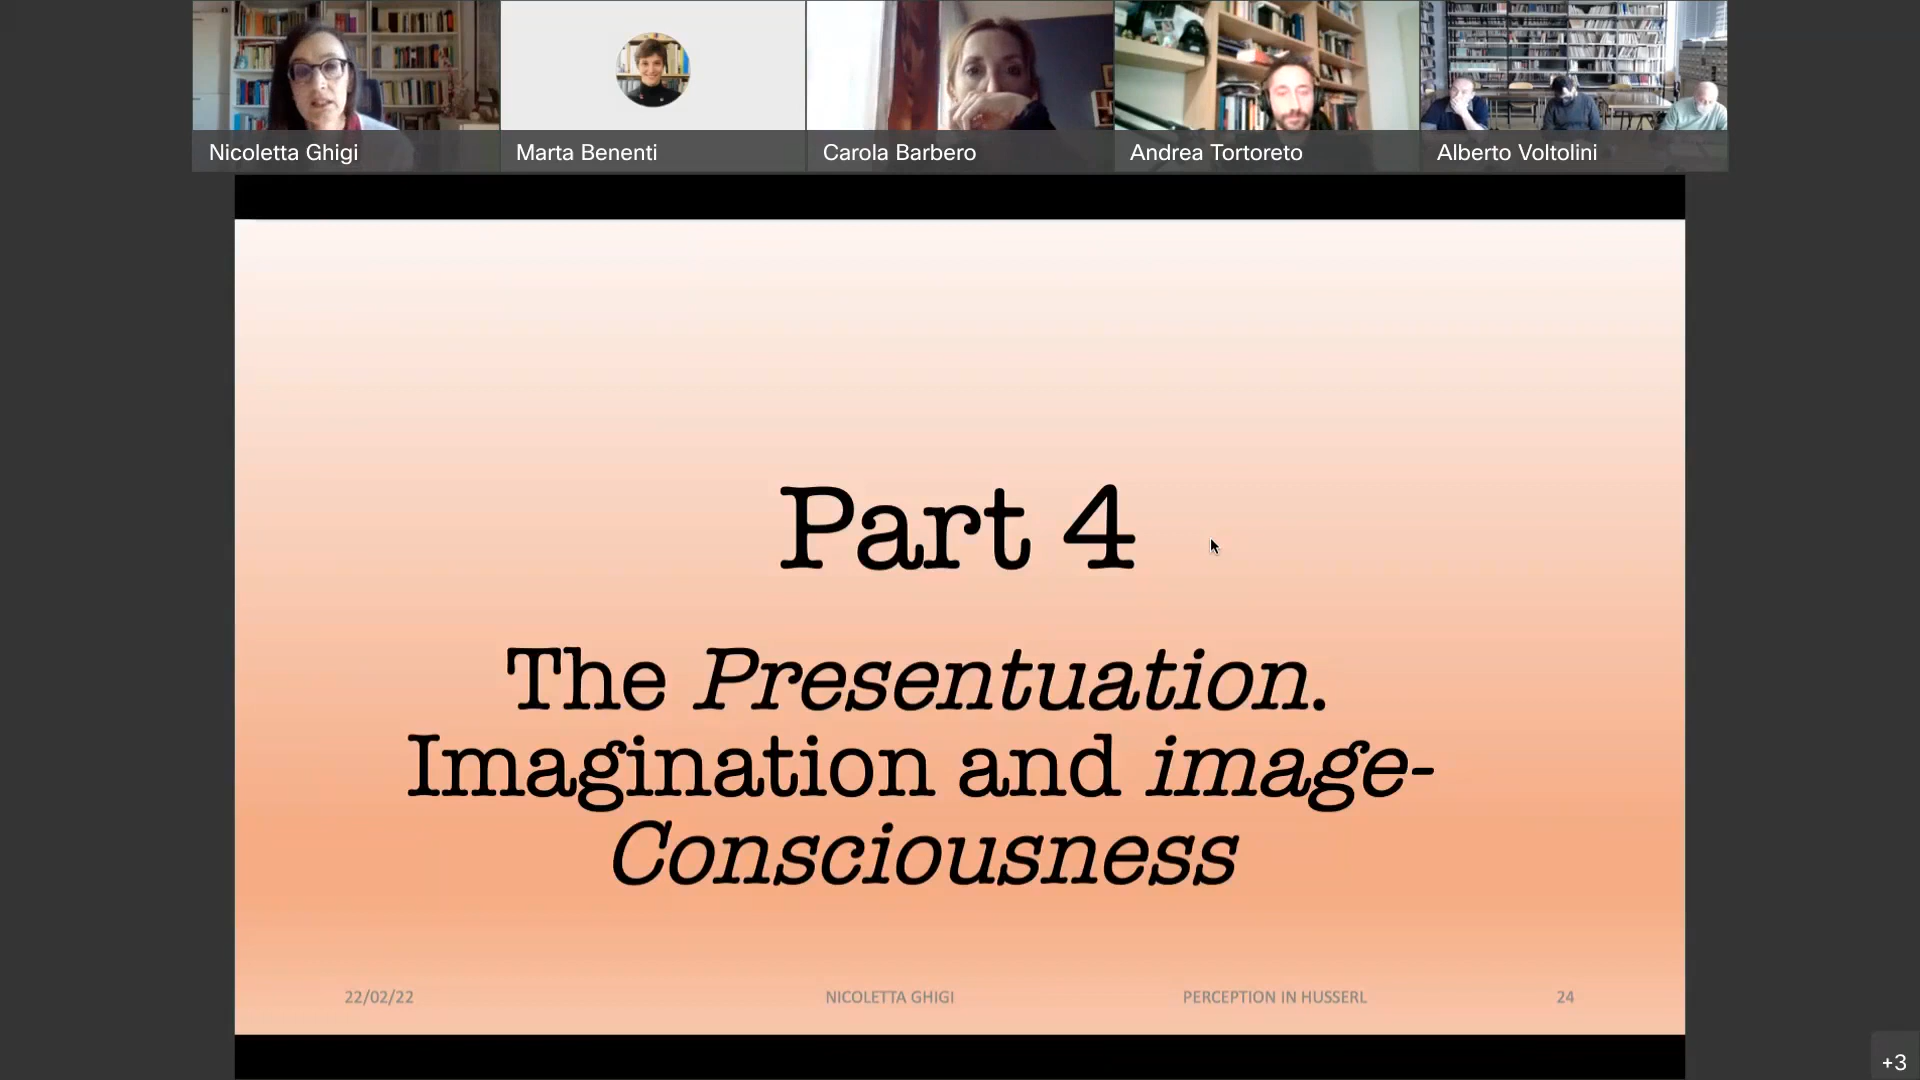 Nicoletta Ghigi
Marta Benenti
Carola Barbero
Andrea Tortoreto
Alberto Voltolini
Part 4
The Presentuation.
Imagination and image-
Consciousness
22/02/22
NICOLETTA GHIGI
PERCEPTION IN HUSSERL
24
+3